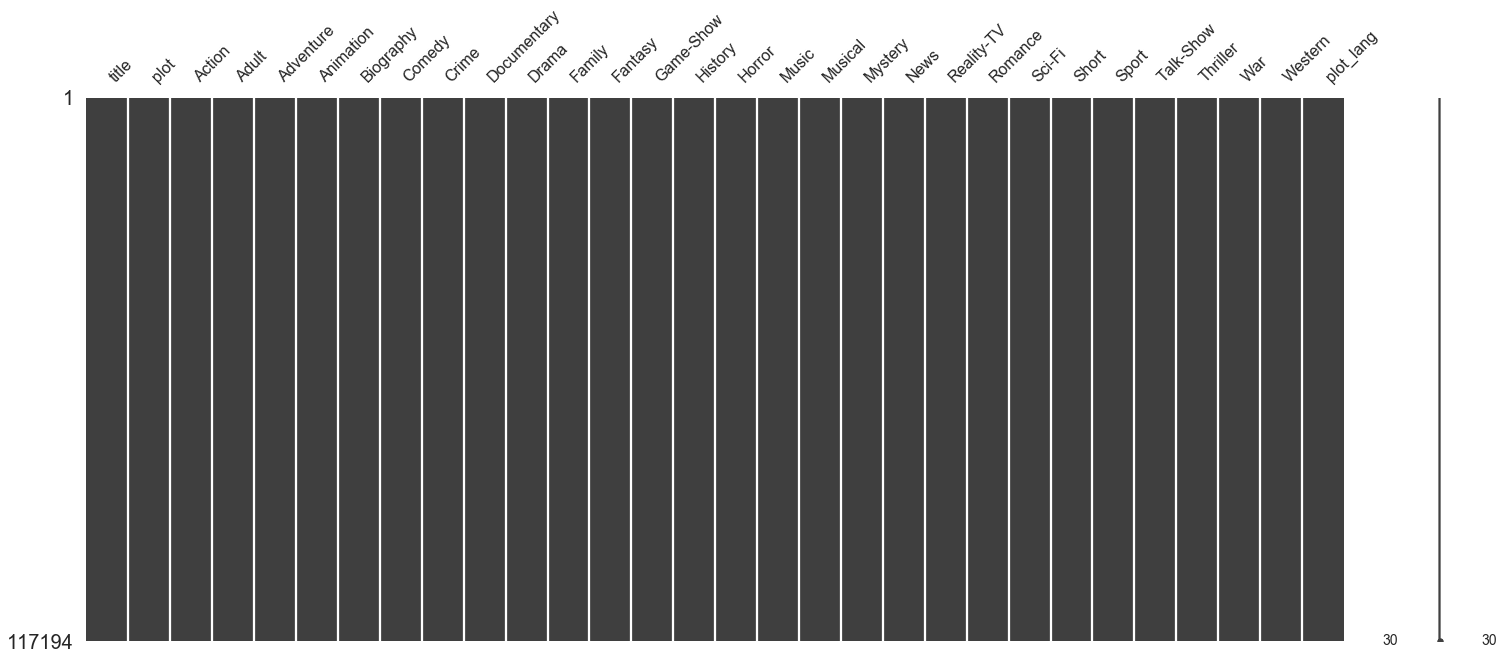 title plot Action Adult Adventure Animation Biography Comedy Crime Documentary Drama Family Fantasy Game-Show History Horror Music Musical Mystery News Reality-TV Romance Sci-Fi Short Sport Talk-Show Thriller War Western plot_lang
1
117194
30 30